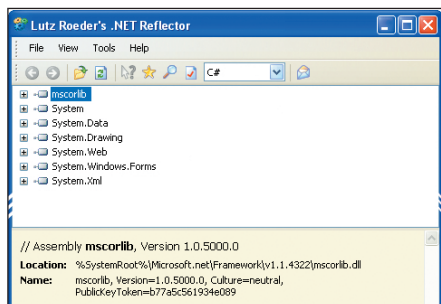 Lutz Roeder's .NET Reflector
File View Tools Help
C#
mscorlib
System
System.Data
System.Drawing
System.Web
System.Windows.Forms
System.Xml
// Assembly mscorlib, Version 1.0.5000.0
Location: %SystemRoot%\Microsoft.net\Framework\v1.1.4322\mscorlib.dll
Name: mscorlib, Version=1.0.5000.0, Culture=neutral,
PublicKeyToken=b77a5c561934e089